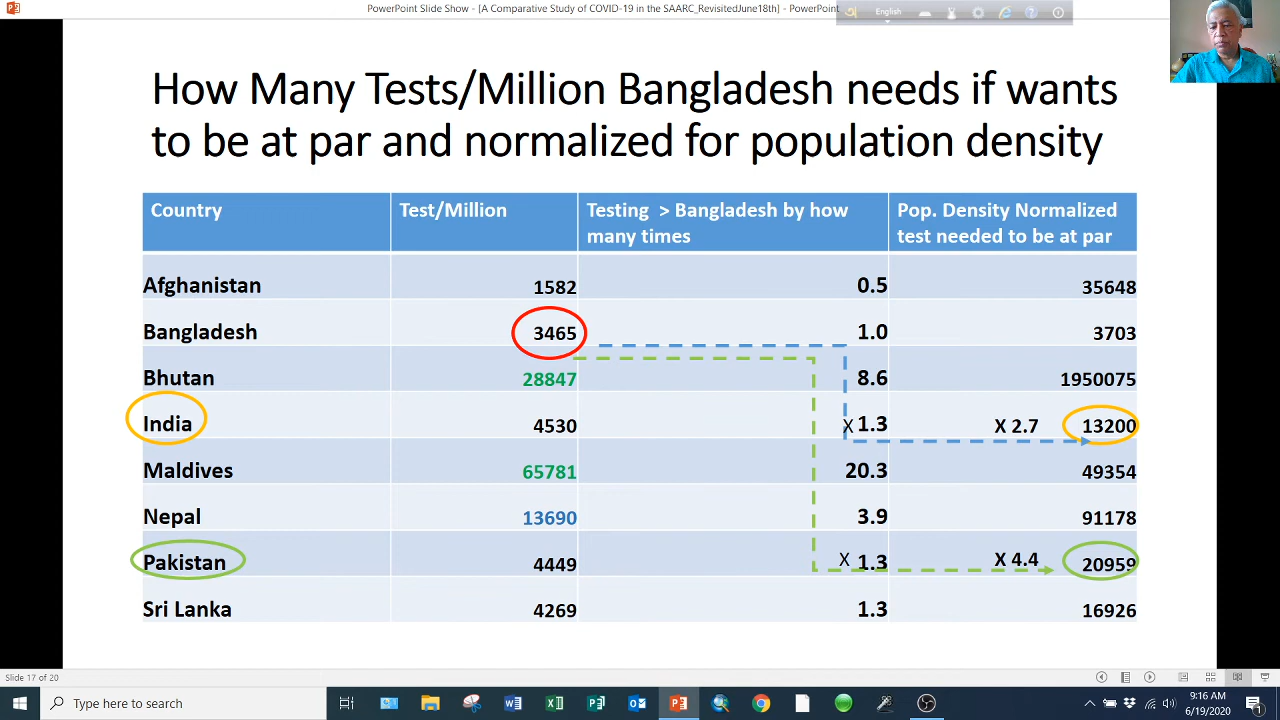 PowerPoint Slide Show - [A Comparative Study of COVID-19 in the SAARC_RevisitedJune18th] - PowerPoint
English
How Many Tests/Million Bangladesh needs if wants
to be at par and normalized for population density
Country Test/Million Testing > Bangladesh by how many times Pop. Density Normalized test needed to be at par
Afghanistan 1582 0.5 35648
Bangladesh 3465 1.0 3703
Bhutan 28847 8.6 1950075
India 4530 X 1.3 X 2.7 13200
Maldives 65781 20.3 49354
Nepal 13690 3.9 91178
Pakistan 4449 X 1.3 X 4.4 20959
Sri Lanka 4269 1.3 16926
Slide 17 of 20
Type here to search
9:16 AM
6/19/2020